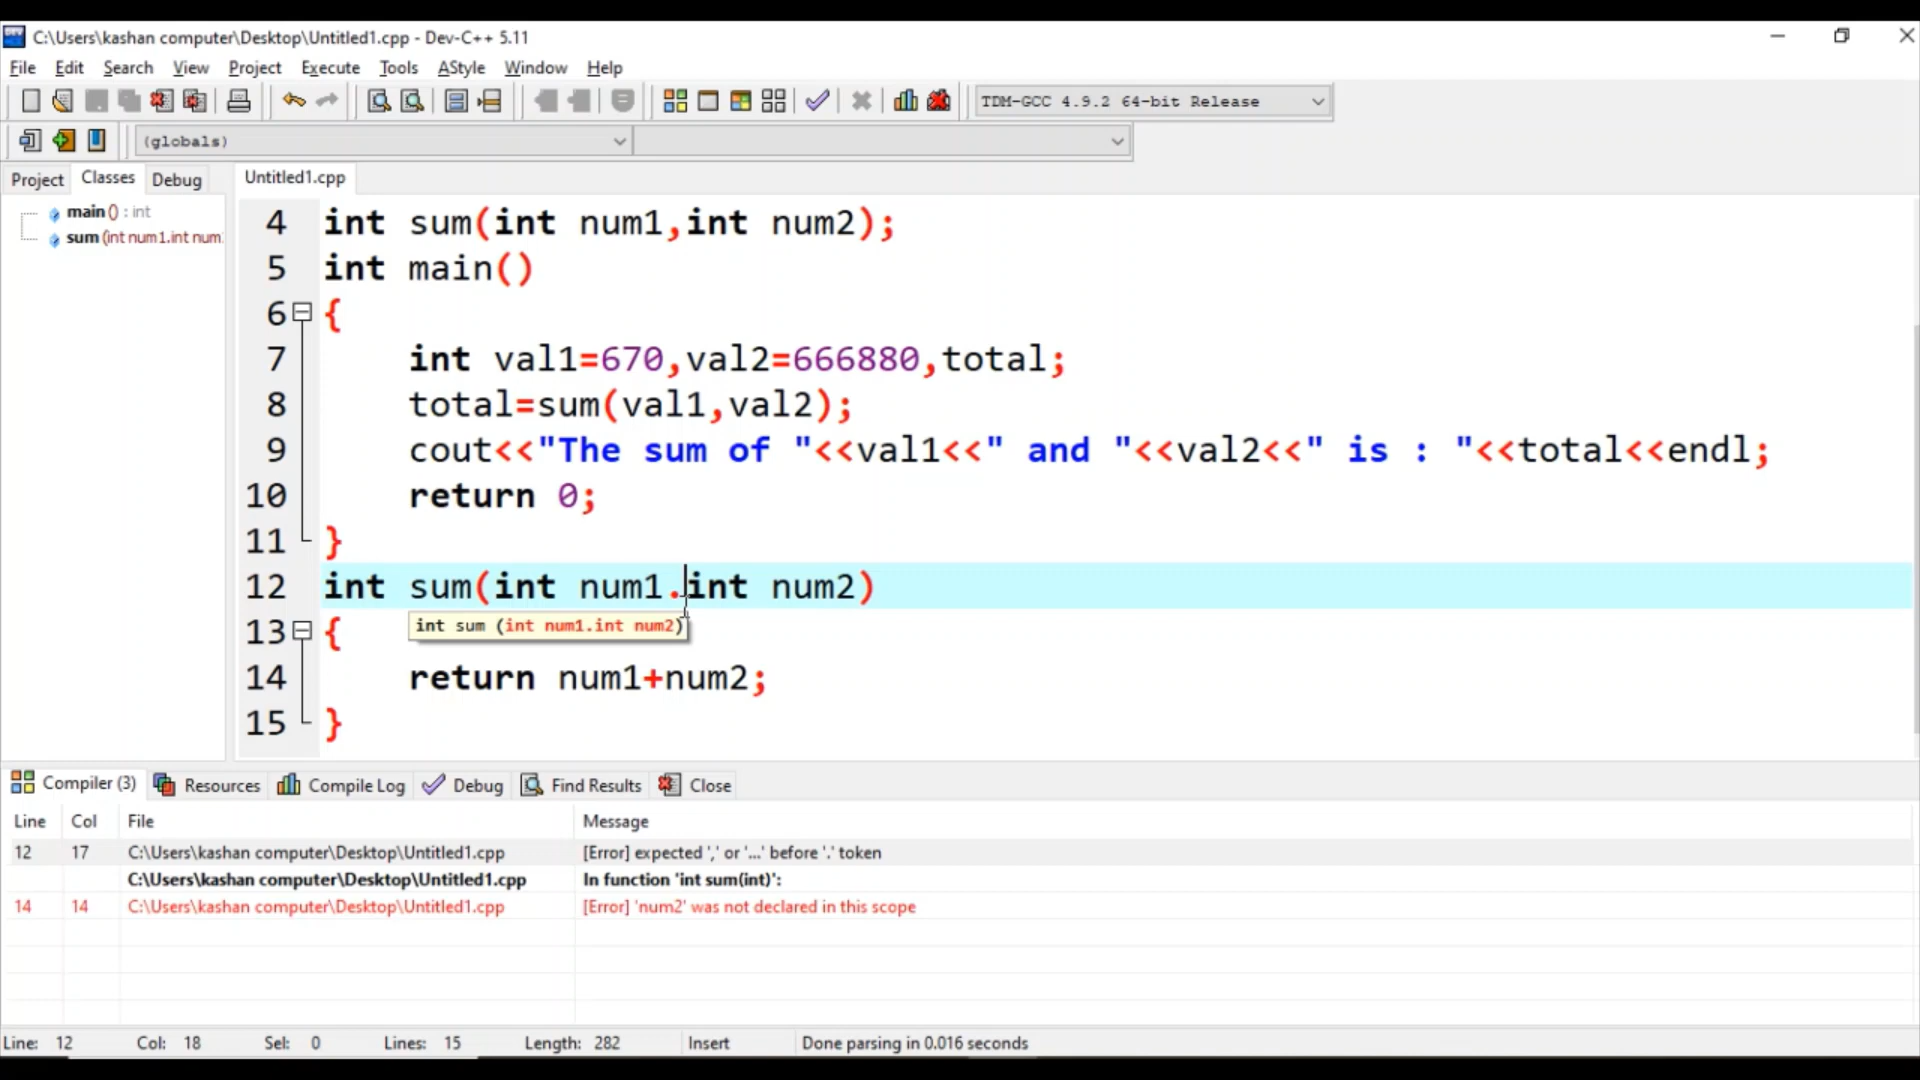 C:\Users\kashan computer\Desktop\Untitled1.cpp - Dev-C++ 5.11
File Edit Search View Project Execute Tools AStyle Window Help
TDM-GCC 4.9.2 64-bit Release
(globals)
Project Classes Debug Untitled1.cpp
main () : int
sum (int num1.int num
4 int sum(int num1,int num2);
5 int main()
6 {
7 int val1=670,val2=666880,total;
8 total=sum(val1,val2);
9 cout<<"The sum of "<<val1<<" and "<<val2<<" is : "<<total<<endl;
10 return 0;
11 }
12 int sum(int num1.int num2)
int sum (int num1.int num2)
13 {
14 return num1+num2;
15 }
Compiler (3) Resources Compile Log Debug Find Results Close
Line Col File Message
12 17 C:\Users\kashan computer\Desktop\Untitled1.cpp [Error] expected ',' or '...' before '.' token
C:\Users\kashan computer\Desktop\Untitled1.cpp In function 'int sum(int)':
14 14 C:\Users\kashan computer\Desktop\Untitled1.cpp [Error] 'num2' was not declared in this scope
Line: 12 Col: 18 Sel: 0 Lines: 15 Length: 282 Insert Done parsing in 0.016 seconds